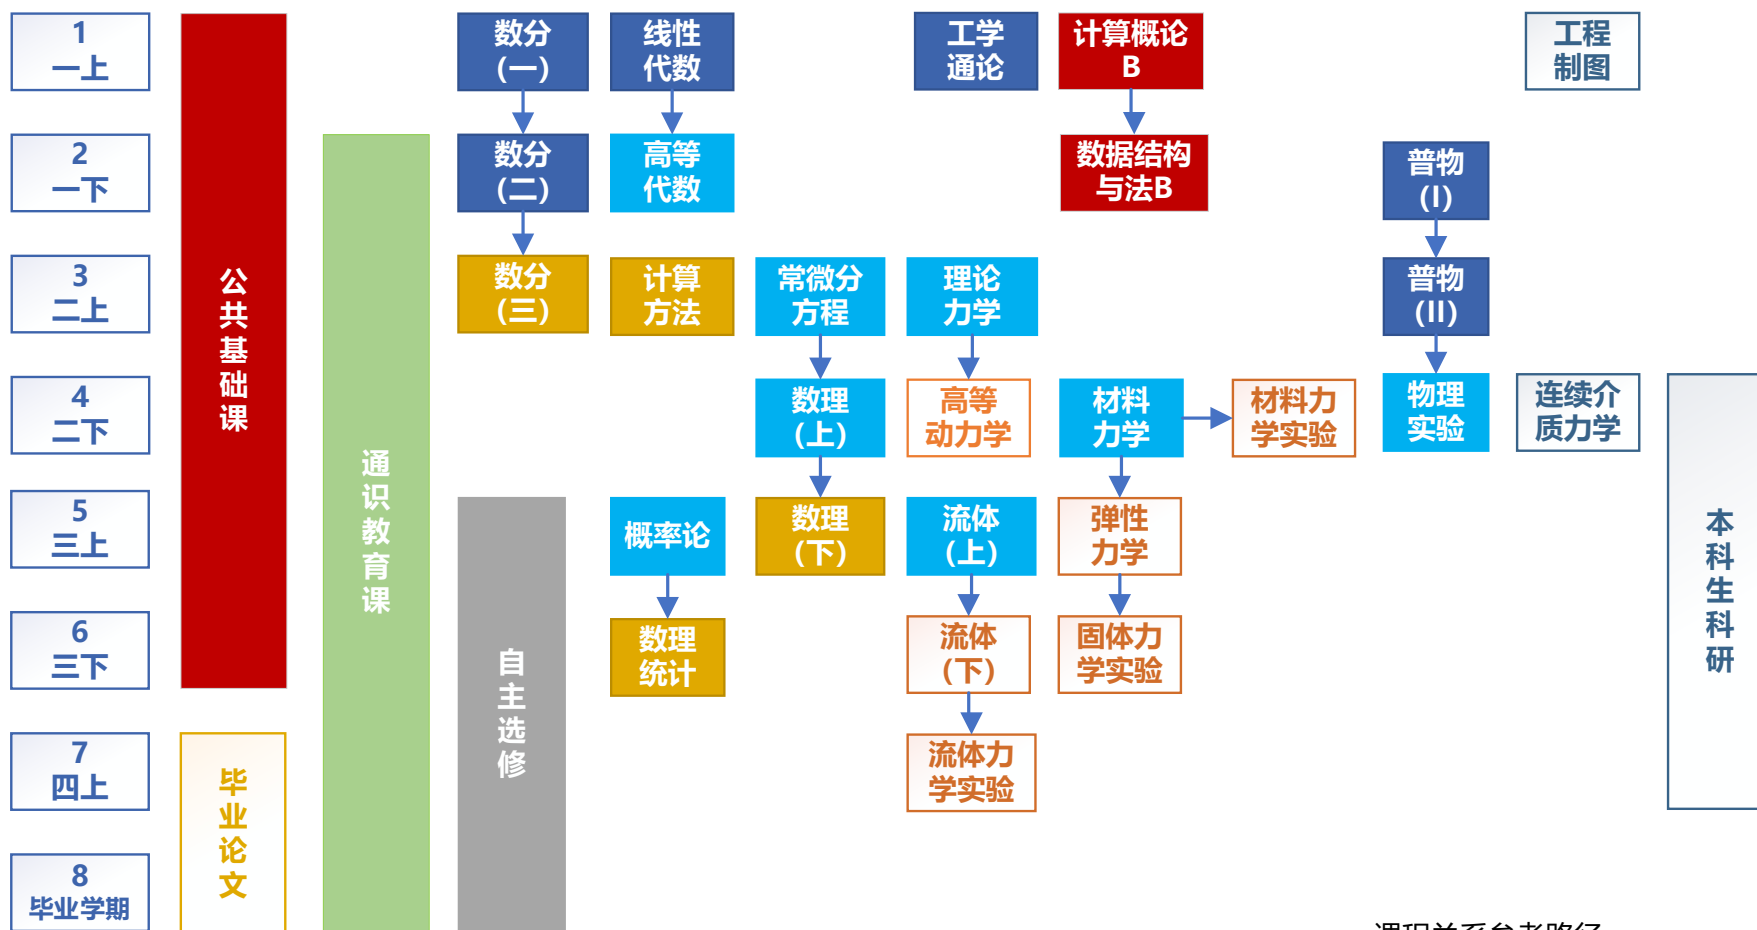 1
一上
数分
(一)
线性
代数
工学
通论
计算概论
B
工程
制图
2
一下
数分
(二)
高等
代数
数据结构
与法B
普物
(I)
3
二上
数分
(三)
计算
方法
常微分
方程
理论
力学
普物
(II)
4
二下
数理
(上)
高等
动力学
材料
力学
材料力
学实验
物理
实验
连续介
质力学
5
三上
概率论
数理
(下)
流体
(上)
弹性
力学
6
三下
数理
统计
流体
(下)
固体力
学实验
7
四上
流体力
学实验
8
毕业学期
公共基础课
毕业论文
通识教育课
自主选修
本科生科研
课程关系参考路径